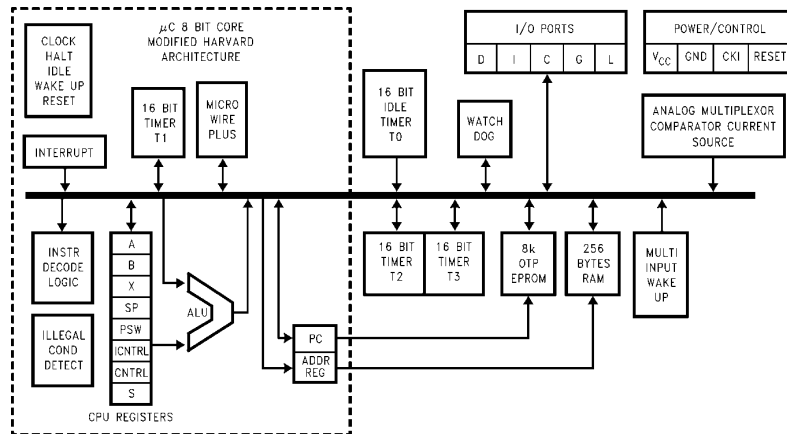 μC 8 BIT CORE
MODIFIED HARVARD
ARCHITECTURE
CLOCK
HALT
IDLE
WAKE UP
RESET
INTERRUPT
16 BIT
TIMER
T1
MICRO
WIRE
PLUS
16 BIT
IDLE
TIMER
T0
WATCH
DOG
I/O PORTS
D I C G L
POWER/CONTROL
VCC GND CKI RESET
ANALOG MULTIPLEXOR
COMPARATOR CURRENT
SOURCE
INSTR
DECODE
LOGIC
ILLEGAL
COND
DETECT
A
B
X
SP
PSW
ICNTRL
CNTRL
S
CPU REGISTERS
ALU
PC
ADDR
REG
16 BIT
TIMER
T2
16 BIT
TIMER
T3
8k
OTP
EPROM
256
BYTES
RAM
MULTI
INPUT
WAKE
UP